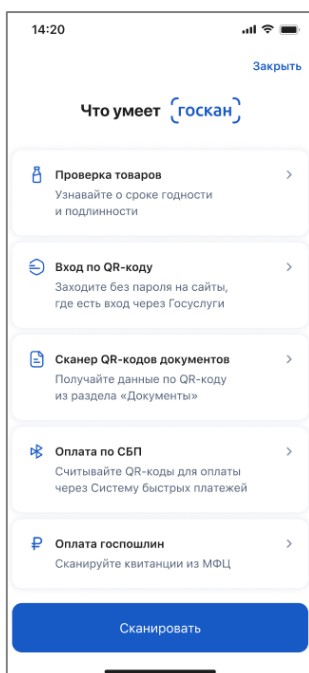 14:20
Закрыть
Что умеет госкан
Проверка товаров
Узнавайте о сроке годности
и подлинности
Вход по QR-коду
Заходите без пароля на сайты,
где есть вход через Госуслуги
Сканер QR-кодов документов
Получайте данные по QR-коду
из раздела «Документы»
Оплата по СБП
Считывайте QR-коды для оплаты
через Систему быстрых платежей
Оплата госпошлин
Сканируйте квитанции из МФЦ
Сканировать